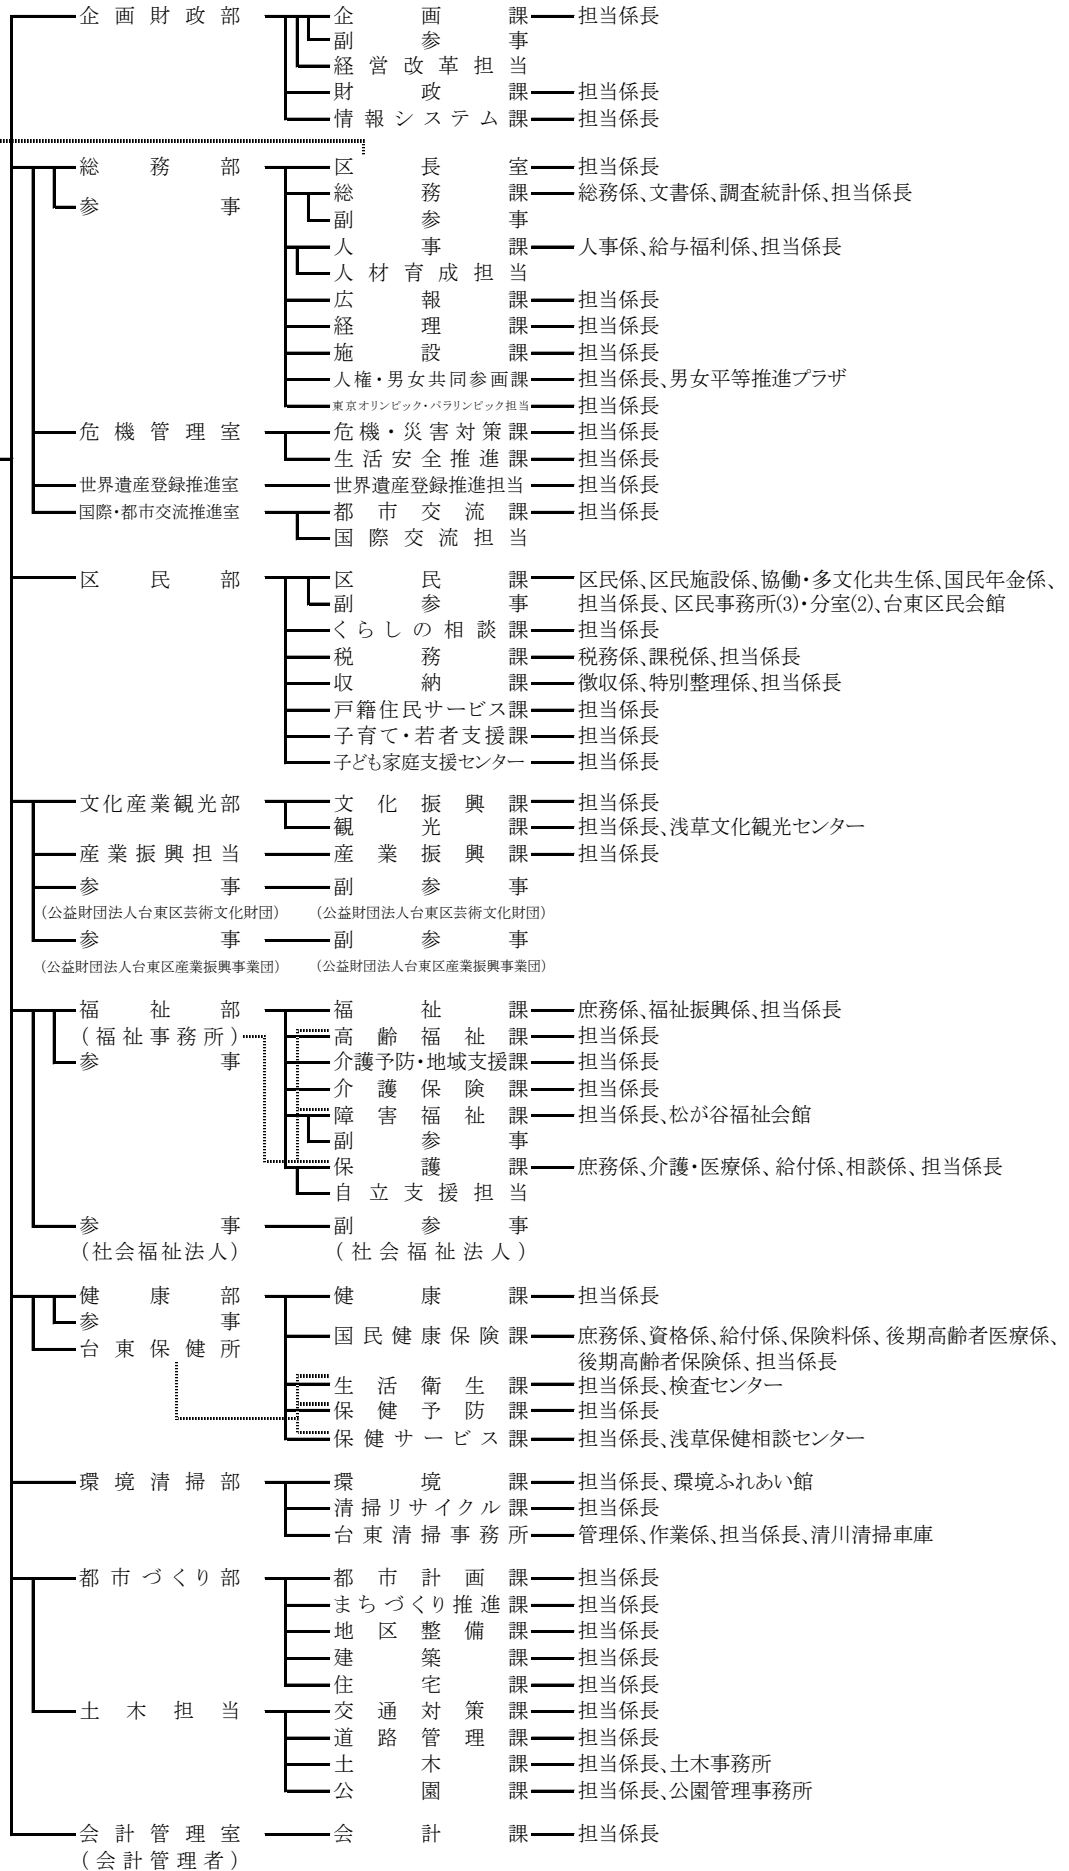 企画財政部 企画課 担当係長
副参事
経営改革担当
財政課 担当係長
情報システム課 担当係長
総務部 区長室 担当係長
総務課 総務係、文書係、調査統計係、担当係長
参事
副参事
人事課 人事係、給与福利係、担当係長
人材育成担当
広報課 担当係長
経理課 担当係長
施設課 担当係長
人権・男女共同参画課 担当係長、男女平等推進プラザ
東京オリンピック・パラリンピック担当 担当係長
危機管理室 危機・災害対策課 担当係長
生活安全推進課 担当係長
世界遺産登録推進室 世界遺産登録推進担当 担当係長
国際・都市交流推進室 都市交流課 担当係長
国際交流担当
区民部 区民課 区民係、区民施設係、協働・多文化共生係、国民年金係、
副参事 担当係長、区民事務所(3)・分室(2)、台東区民会館
くらしの相談課 担当係長
税務課 税務係、課税係、担当係長
収納課 徴収係、特別整理係、担当係長
戸籍住民サービス課 担当係長
子育て・若者支援課 担当係長
子ども家庭支援センター 担当係長
文化産業観光部 文化振興課 担当係長
観光課 担当係長、浅草文化観光センター
産業振興担当 産業振興課 担当係長
参事 副参事
(公益財団法人台東区芸術文化財団) (公益財団法人台東区芸術文化財団)
参事 副参事
(公益財団法人台東区産業振興事業団) (公益財団法人台東区産業振興事業団)
福祉部 福祉課 庶務係、福祉振興係、担当係長
(福祉事務所) 高齢福祉課 担当係長
参事 介護予防・地域支援課 担当係長
介護保険課 担当係長
障害福祉課 担当係長、松が谷福祉会館
副参事
保護課 庶務係、介護・医療係、給付係、相談係、担当係長
自立支援担当
参事 副参事
(社会福祉法人) (社会福祉法人)
健康部 健康課 担当係長
参事
国民健康保険課 庶務係、資格係、給付係、保険料係、後期高齢者医療係、
台東保健所
後期高齢者保険係、担当係長
生活衛生課 担当係長、検査センター
保健予防課 担当係長
保健サービス課 担当係長、浅草保健相談センター
環境清掃部 環境課 担当係長、環境ふれあい館
清掃リサイクル課 担当係長
台東清掃事務所 管理係、作業係、担当係長、清川清掃車庫
都市づくり部 都市計画課 担当係長
まちづくり推進課 担当係長
地区整備課 担当係長
建築課 担当係長
住宅課 担当係長
土木担当 交通対策課 担当係長
道路管理課 担当係長
土木課 担当係長、土木事務所
公園課 担当係長、公園管理事務所
会計管理室 会計課 担当係長
(会計管理者)